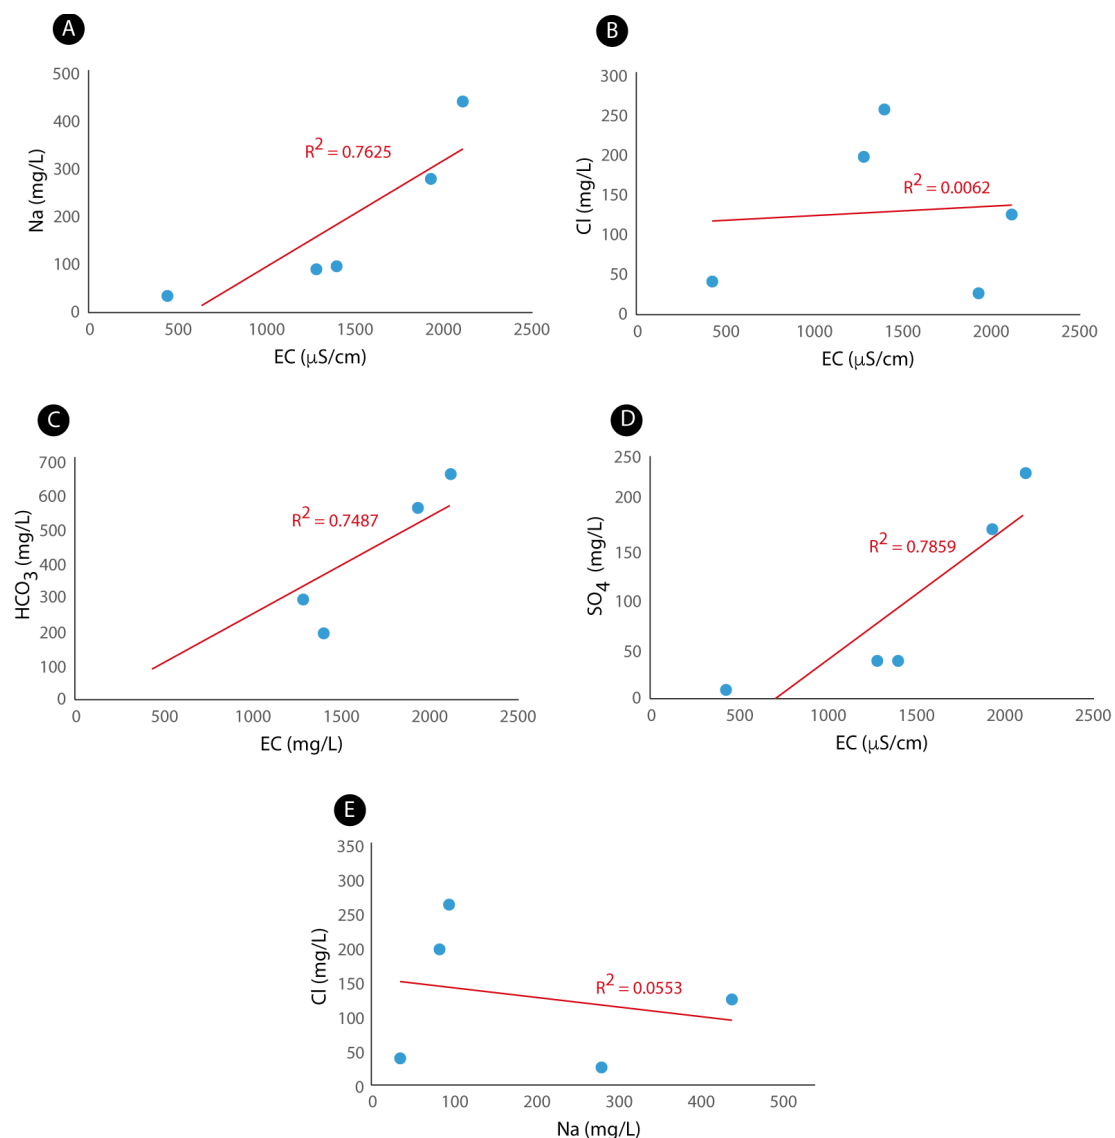 A
500
400
300
200
100
0
Na (mg/L)
R² = 0.7625
0 500 1000 1500 2000 2500
EC (µS/cm)
B
300
250
200
150
100
50
0
Cl (mg/L)
R² = 0.0062
0 500 1000 1500 2000 2500
EC (µS/cm)
C
700
600
500
400
300
200
100
0
HCO₃ (mg/L)
R² = 0.7487
0 500 1000 1500 2000 2500
EC (mg/L)
D
250
200
150
100
50
0
SO₄ (mg/L)
R² = 0.7859
0 500 1000 1500 2000 2500
EC (µS/cm)
E
350
300
250
200
150
100
50
0
Cl (mg/L)
R² = 0.0553
0 100 200 300 400 500
Na (mg/L)